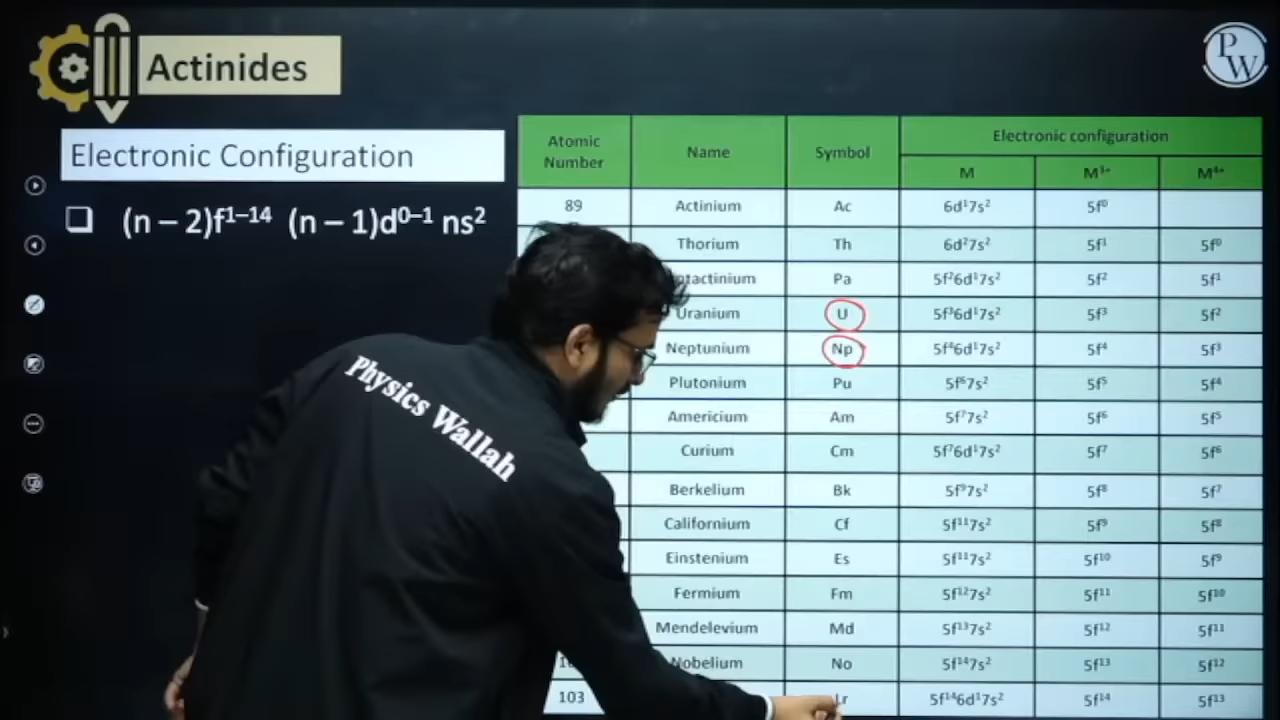 Actinides
PW
Electronic Configuration
❑ (n – 2)f¹⁻¹⁴ (n – 1)d⁰⁻¹ ns²
Atomic Number Name Symbol Electronic configuration
M M³⁺ M⁴⁺
89 Actinium Ac 6d¹7s² 5f⁰
Thorium Th 6d²7s² 5f¹ 5f⁰
Pa 5f²6d¹7s² 5f² 5f¹
Uranium U 5f³6d¹7s² 5f³ 5f²
Neptunium Np 5f⁴6d¹7s² 5f⁴ 5f³
Plutonium Pu 5f⁶7s² 5f⁵ 5f⁴
Americium Am 5f⁷7s² 5f⁶ 5f⁵
Curium Cm 5f⁷6d¹7s² 5f⁷ 5f⁶
Berkelium Bk 5f⁹7s² 5f⁸ 5f⁷
Californium Cf 5f¹¹7s² 5f⁹ 5f⁸
Einstenium Es 5f¹¹7s² 5f¹⁰ 5f⁹
Fermium Fm 5f¹²7s² 5f¹¹ 5f¹⁰
Mendelevium Md 5f¹³7s² 5f¹² 5f¹¹
Nobelium No 5f¹⁴7s² 5f¹³ 5f¹²
103 Lr 5f¹⁴6d¹7s² 5f¹⁴ 5f¹³
Physics Wallah